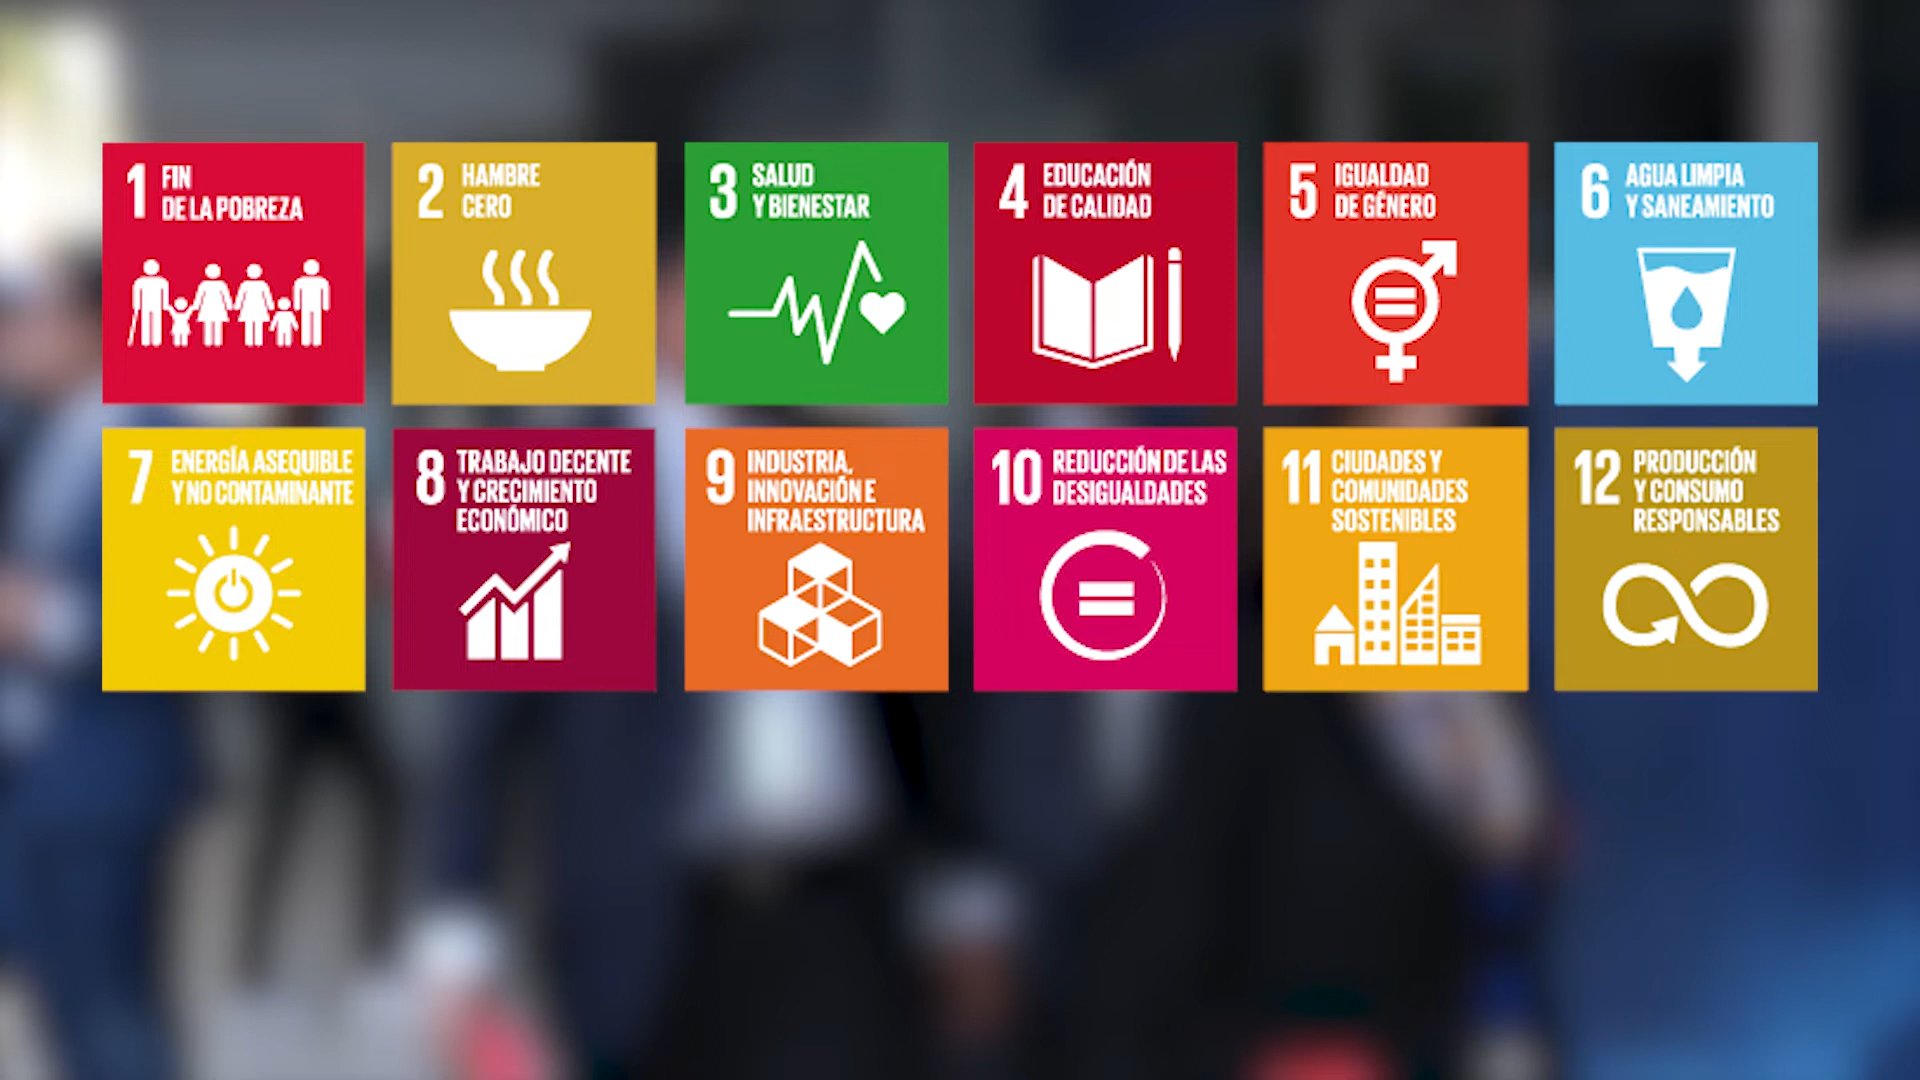 1 FIN
DE LA POBREZA
2 HAMBRE
CERO
3 SALUD
Y BIENESTAR
4 EDUCACIÓN
DE CALIDAD
5 IGUALDAD
DE GÉNERO
6 AGUA LIMPIA
Y SANEAMIENTO
7 ENERGÍA ASEQUIBLE
Y NO CONTAMINANTE
8 TRABAJO DECENTE
Y CRECIMIENTO
ECONÓMICO
9 INDUSTRIA,
INNOVACIÓN E
INFRAESTRUCTURA
10 REDUCCIÓN DE LAS
DESIGUALDADES
11 CIUDADES Y
COMUNIDADES
SOSTENIBLES
12 PRODUCCIÓN
Y CONSUMO
RESPONSABLES